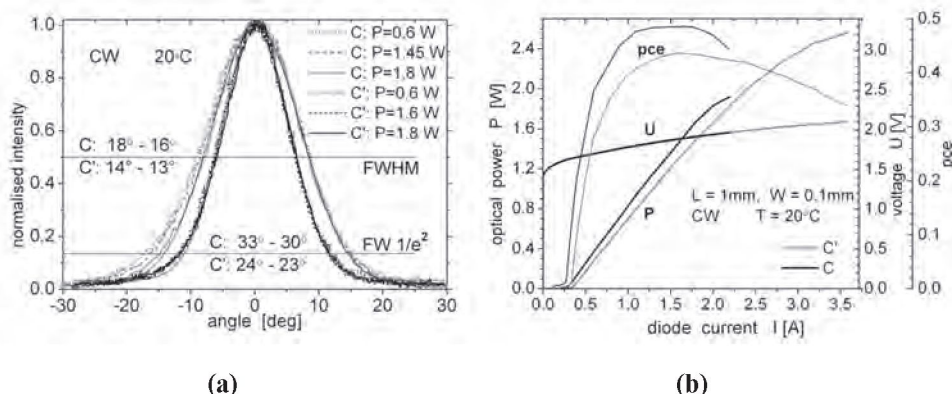 1.0
0.8
0.6
0.4
0.2
0.0
normalised intensity
CW 20°C
C: P=0,6 W
C: P=1.45 W
C: P=1.8 W
C': P=0.6 W
C': P=1.6 W
C': P=1.8 W
C: 18° - 16°
C': 14° - 13°
FWHM
C: 33° - 30°
FW 1/e²
C': 24° - 23°
-30 -20 -10 0 10 20 30
angle [deg]
(a)
2.4
2.0
1.6
1.2
0.8
0.4
0.0
optical power P [W]
pce
U
P
L = 1mm, W = 0.1mm
CW T = 20°C
C'
C
0.0 0.5 1.0 1.5 2.0 2.5 3.0 3.5
diode current I [A]
3.0
2.5
2.0
1.5
1.0
0.5
0.0
voltage U [V]
0.5
0.4
0.3
0.2
0.1
0.0
pce
(b)